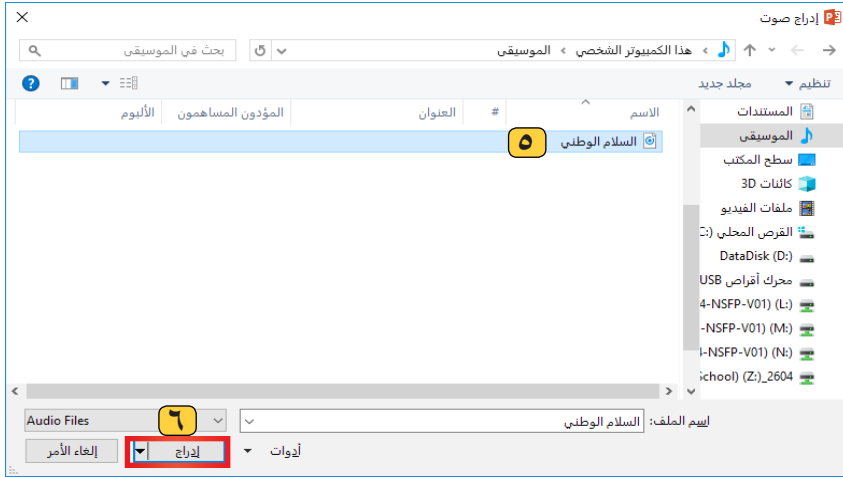 إدراج صوت
هذا الكمبيوتر الشخصي › الموسيقى
بحث في الموسيقى
تنظيم مجلد جديد
الاسم # العنوان المؤدون المساهمون الألبوم
السلام الوطني ٥
المستندات
الموسيقى
سطح المكتب
كائنات 3D
ملفات الفيديو
القرص المحلي (:C
DataDisk (D:)
محرك أقراص USB
4-NSFP-V01) (L:)
-NSFP-V01) (M:)
4-NSFP-V01) (N:)
School) (Z:)_2604
اسم الملف: السلام الوطني
Audio Files ٦
أدوات إدراج إلغاء الأمر